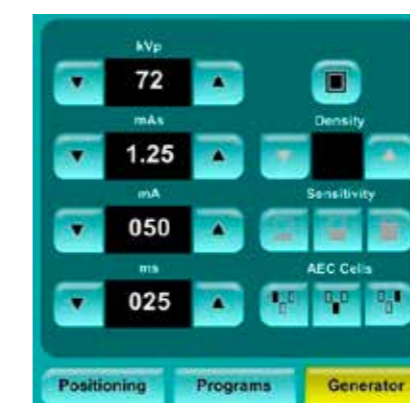 kVp
72
mAs
Density
1.25
mA
Sensitivity
050
ms
AEC Cells
025
Positioning Programs Generator